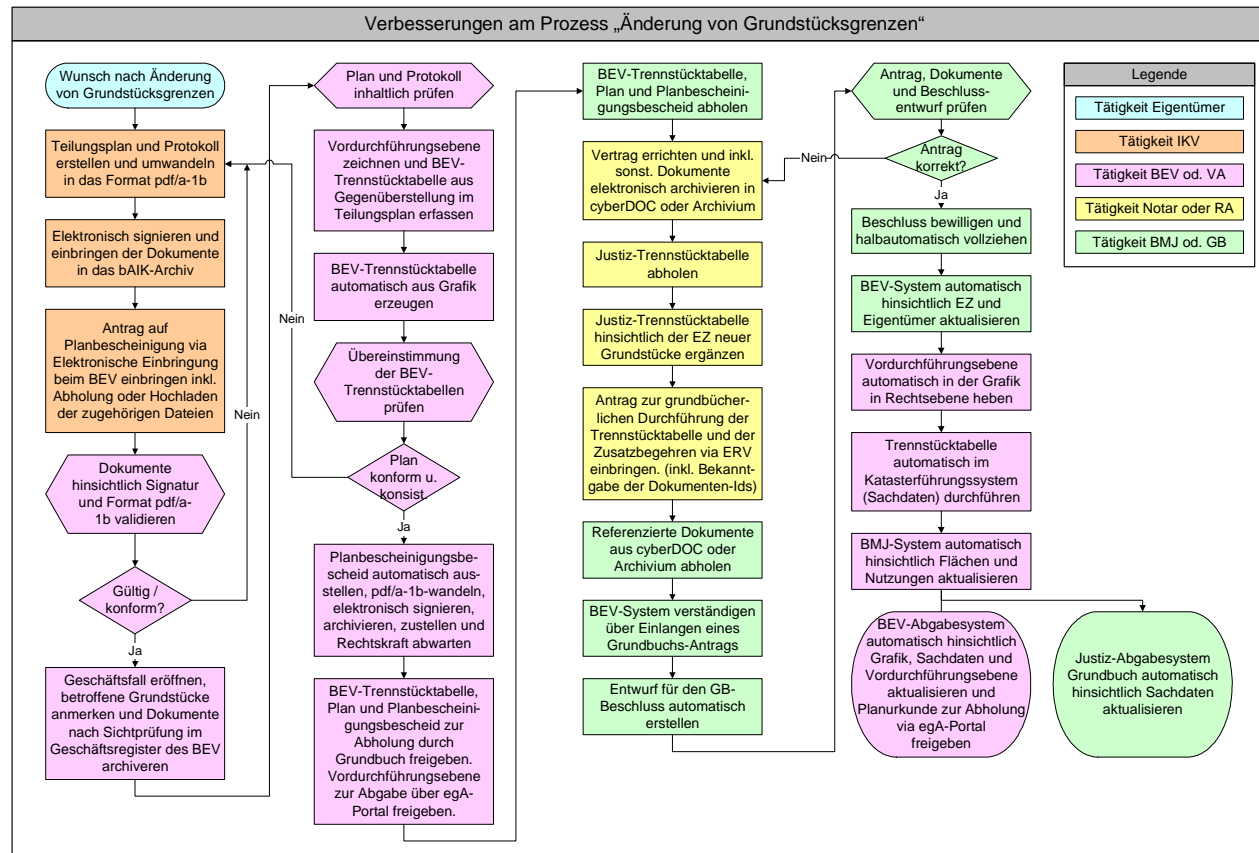 Verbesserungen am Prozess „Änderung von Grundstücksgrenzen“
Wunsch nach Änderung
von Grundstücksgrenzen
Teilungsplan und Protokoll
erstellen und umwandeln
in das Format pdf/a-1b
Elektronisch signieren und
einbringen der Dokumente
in das bAIK-Archiv
Antrag auf
Planbescheinigung via
Elektronische Einbringung
beim BEV einbringen inkl.
Abholung oder Hochladen
der zugehörigen Dateien
Dokumente
hinsichtlich Signatur
und Format pdf/a-
1b validieren
Gültig /
konform?
Nein
Ja
Geschäftsfall eröffnen,
betroffene Grundstücke
anmerken und Dokumente
nach Sichtprüfung im
Geschäftsregister des BEV
archiveren
Plan und Protokoll
inhaltlich prüfen
Vordurchführungsebene
zeichnen und BEV-
Trennstücktabelle aus
Gegenüberstellung im
Teilungsplan erfassen
BEV-Trennstücktabelle
automatisch aus Grafik
erzeugen
Übereinstimmung
der BEV-
Trennstücktabellen
prüfen
Plan
konform u.
konsist.
Nein
Ja
Planbescheinigungsbe-
scheid automatisch aus-
stellen, pdf/a-1b-wandeln,
elektronisch signieren,
archivieren, zustellen und
Rechtskraft abwarten
BEV-Trennstücktabelle,
Plan und Planbescheini-
gungsbescheid zur
Abholung durch
Grundbuch freigeben.
Vordurchführungsebene
zur Abgabe über egA-
Portal freigeben.
BEV-Trennstücktabelle,
Plan und Planbescheini-
gungsbescheid abholen
Vertrag errichten und inkl.
sonst. Dokumente
elektronisch archivieren in
cyberDOC oder Archivium
Justiz-Trennstücktabelle
abholen
Justiz-Trennstücktabelle
hinsichtlich der EZ neuer
Grundstücke ergänzen
Antrag zur grundbücher-
lichen Durchführung der
Trennstücktabelle und der
Zusatzbegehren via ERV
einbringen. (inkl. Bekannt-
gabe der Dokumenten-Ids)
Referenzierte Dokumente
aus cyberDOC oder
Archivium abholen
BEV-System verständigen
über Einlangen eines
Grundbuchs-Antrags
Entwurf für den GB-
Beschluss automatisch
erstellen
Antrag, Dokumente
und Beschluss-
entwurf prüfen
Antrag
korrekt?
Nein
Ja
Beschluss bewilligen und
halbautomatisch vollziehen
BEV-System automatisch
hinsichtlich EZ und
Eigentümer aktualisieren
Vordurchführungsebene
automatisch in der Grafik
in Rechtsebene heben
Trennstücktabelle
automatisch im
Katasterführungssystem
(Sachdaten) durchführen
BMJ-System automatisch
hinsichtlich Flächen und
Nutzungen aktualisieren
BEV-Abgabesystem
automatisch hinsichtlich
Grafik, Sachdaten und
Vordurchführungsebene
aktualisieren und
Planurkunde zur Abholung
via egA-Portal
freigeben
Justiz-Abgabesystem
Grundbuch automatisch
hinsichtlich Sachdaten
aktualisieren
Legende
Tätigkeit Eigentümer
Tätigkeit IKV
Tätigkeit BEV od. VA
Tätigkeit Notar oder RA
Tätigkeit BMJ od. GB